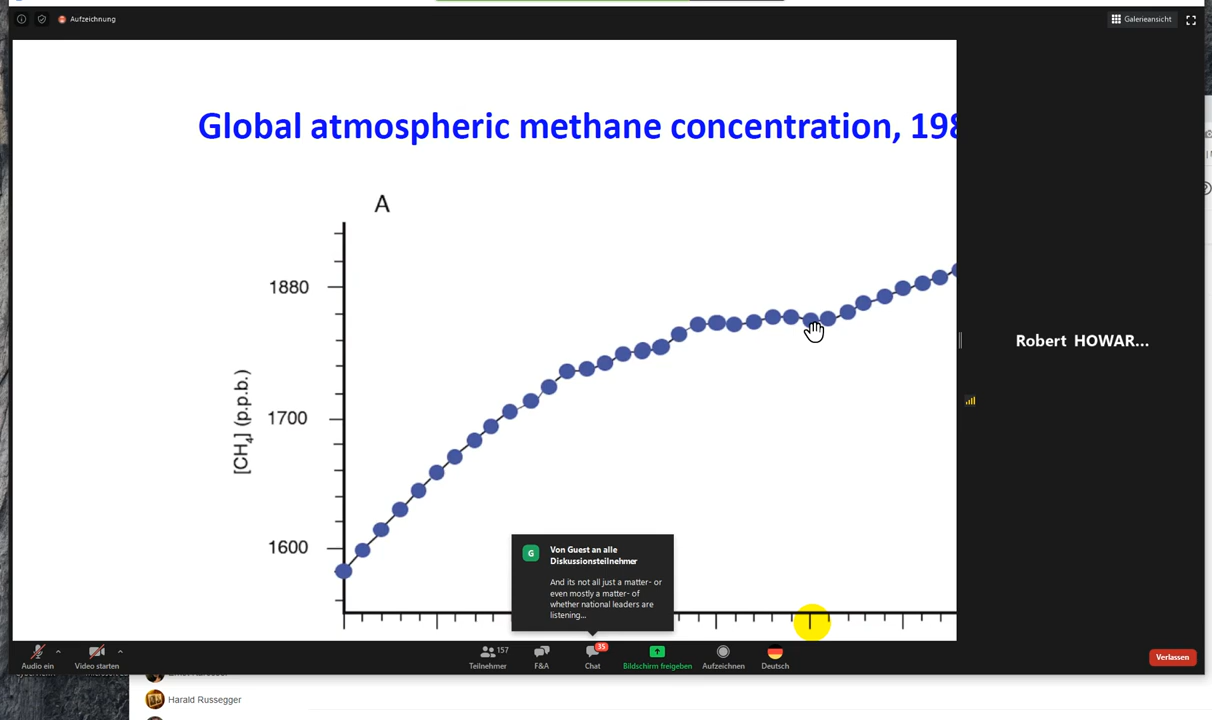 Aufzeichnung
Galerieansicht
Global atmospheric methane concentration, 198
A
1880
1700
1600
[CH4] (p.p.b.)
Robert HOWAR...
G
Von Guest an alle
Diskussionsteilnehmer
And its not all just a matter- or
even mostly a matter- of
whether national leaders are
listening...
Audio ein
Video starten
157
Teilnehmer
F&A
35
Chat
Bildschirm freigeben
Aufzeichnen
Deutsch
Verlassen
Harald Russegger